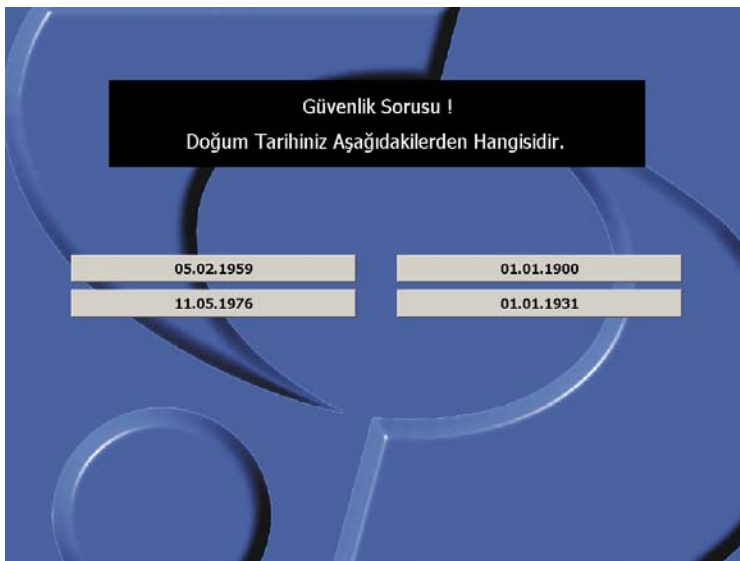 Güvenlik Sorusu !
Doğum Tarihiniz Aşağıdakilerden Hangisidir.
05.02.1959
01.01.1900
11.05.1976
01.01.1931